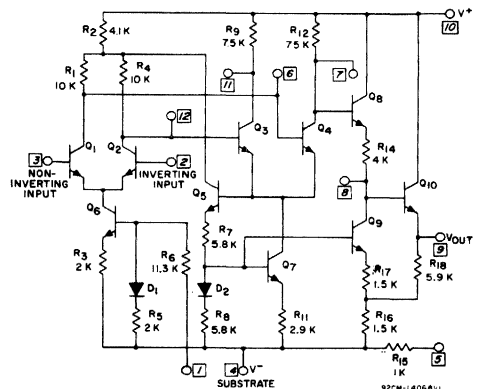 R2 4.1K
R9
7.5K
R12
7.5K
V+
10
R1
10 K
R4
10 K
11
6
7
Q8
12
R14
4K
3
Q1
Q2
2
Q3
Q4
NON-
INVERTING
INPUT
INVERTING
INPUT
Q5
8
Q10
Q6
R7
5.8K
Q9
VOUT
9
R3
2 K
R6
11.3K
Q7
R17
1.5K
R18
5.9K
D1
D2
R5
2K
R8
5.8K
R11
2.9K
R16
1.5K
1
4
V-
SUBSTRATE
R15
1K
5